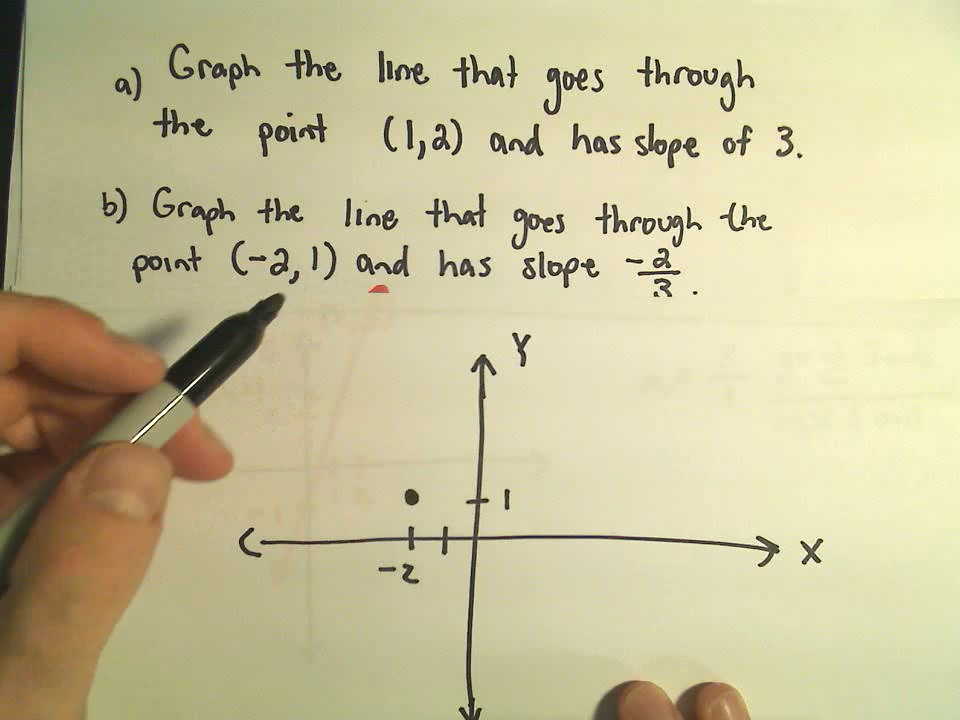 a) Graph the line that goes through
the point (1,2) and has slope of 3.
b) Graph the line that goes through the
point (-2,1) and has slope -2/3.
Y
1
X
-2